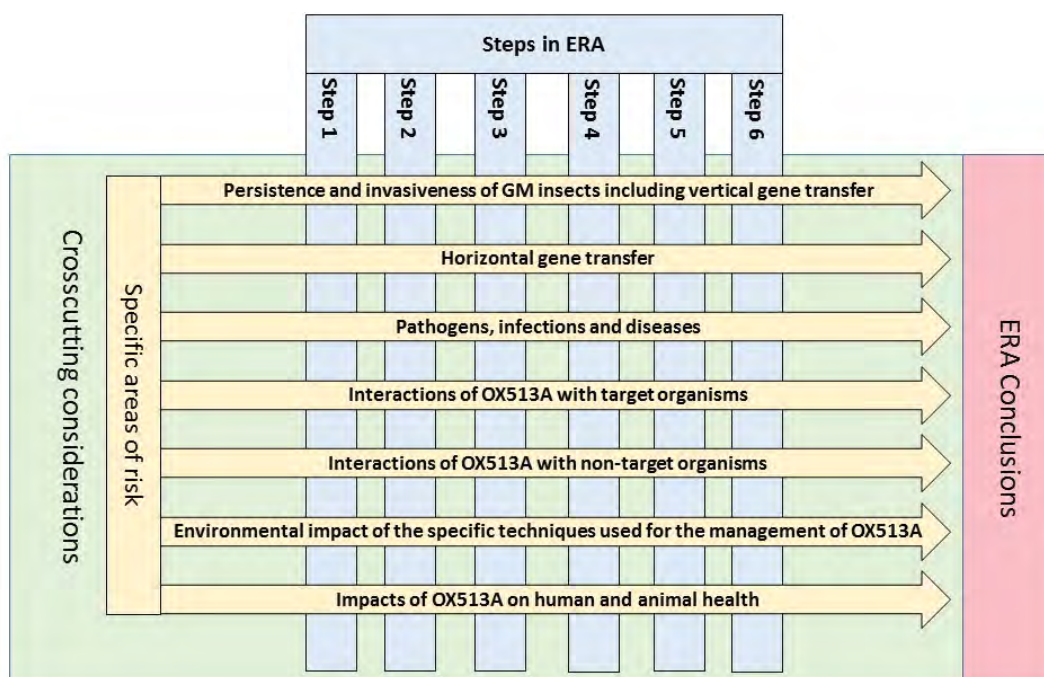 Steps in ERA
Step 1
Step 2
Step 3
Step 4
Step 5
Step 6
Crosscutting considerations
Specific areas of risk
Persistence and invasiveness of GM insects including vertical gene transfer
Horizontal gene transfer
Pathogens, infections and diseases
Interactions of OX513A with target organisms
Interactions of OX513A with non-target organisms
Environmental impact of the specific techniques used for the management of OX513A
Impacts of OX513A on human and animal health
ERA Conclusions